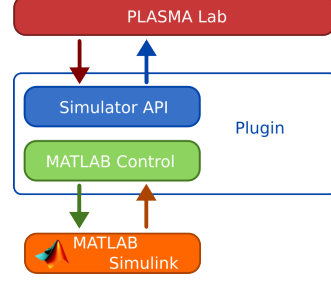 PLASMA Lab
Simulator API
Plugin
MATLAB Control
MATLAB
Simulink